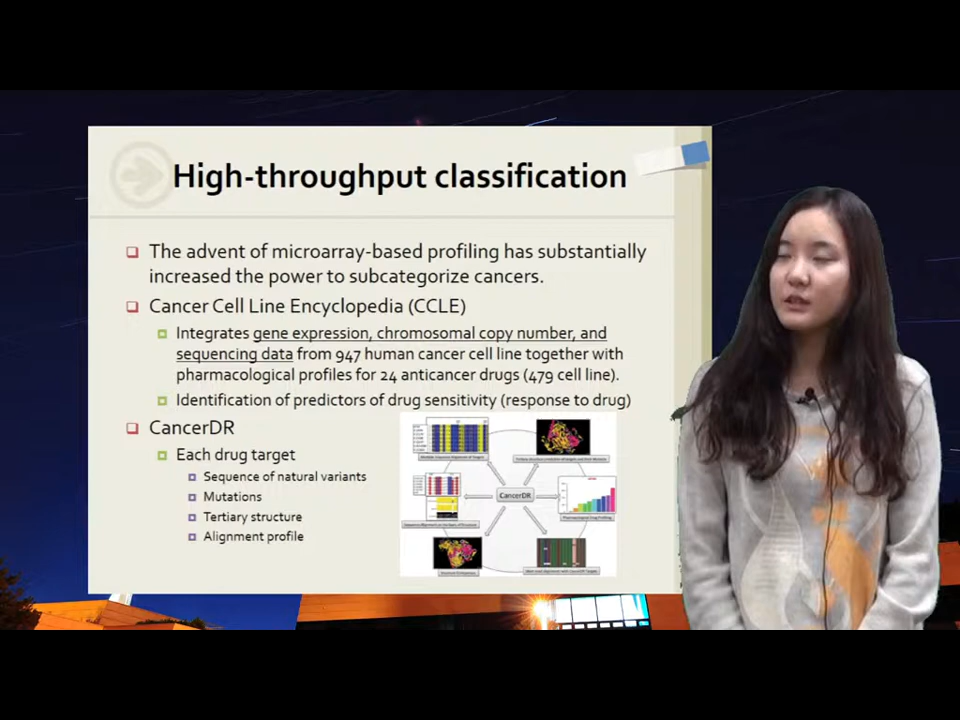 High-throughput classification
The advent of microarray-based profiling has substantially
increased the power to subcategorize cancers.
Cancer Cell Line Encyclopedia (CCLE)
Integrates gene expression, chromosomal copy number, and
sequencing data from 947 human cancer cell line together with
pharmacological profiles for 24 anticancer drugs (479 cell line).
Identification of predictors of drug sensitivity (response to drug)
CancerDR
Each drug target
Sequence of natural variants
Mutations
Tertiary structure
Alignment profile
CancerDR